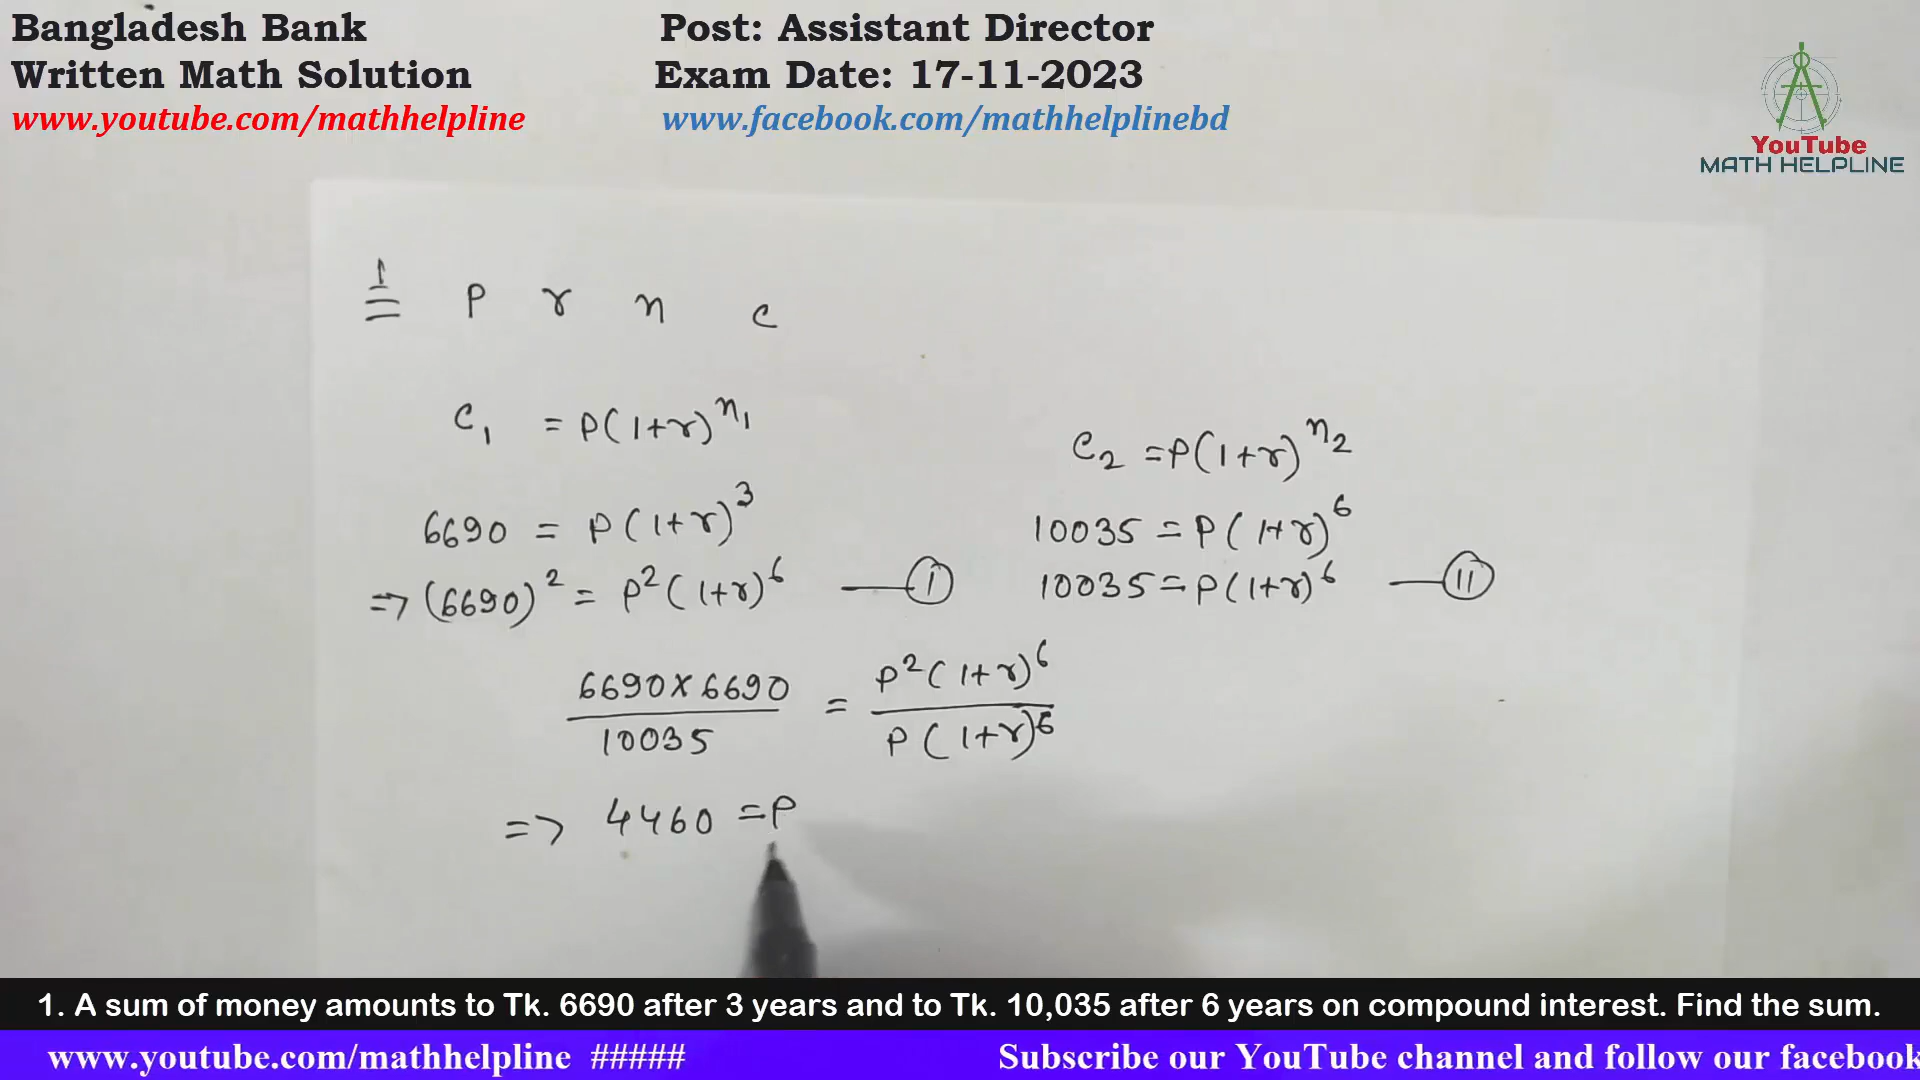 Bangladesh Bank
Written Math Solution
www.youtube.com/mathhelpline
Post: Assistant Director
Exam Date: 17-11-2023
www.facebook.com/mathhelplinebd
YouTube
MATH HELPLINE
1 P r n c
C₁ = P(1+r)^n₁
6690 = P(1+r)³
=> (6690)² = P²(1+r)⁶ — I
C₂ = P(1+r)^n₂
10035 = P(1+r)⁶
10035 = P(1+r)⁶ — II
6690 × 6690 / 10035 = P²(1+r)⁶ / P(1+r)⁶
=> 4460 = P
1. A sum of money amounts to Tk. 6690 after 3 years and to Tk. 10,035 after 6 years on compound interest. Find the sum.
www.youtube.com/mathhelpline ##### Subscribe our YouTube channel and follow our facebook